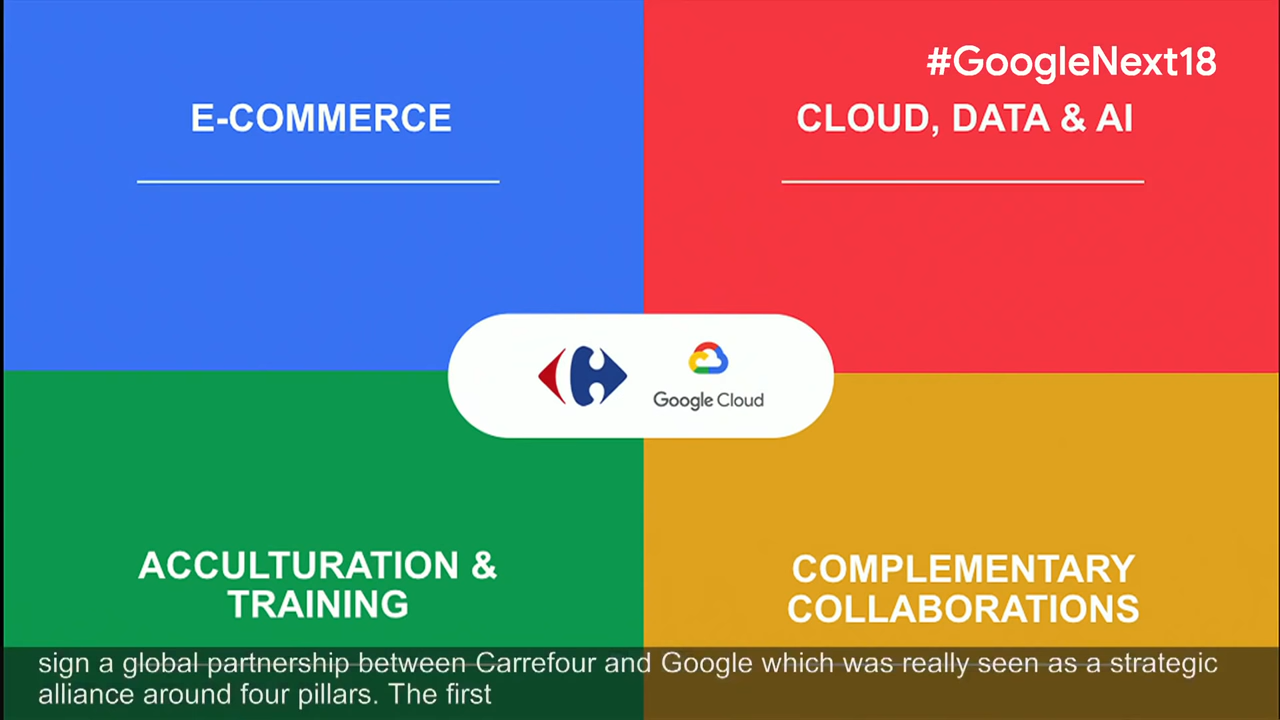 #GoogleNext18
E-COMMERCE
CLOUD, DATA & AI
Google Cloud
ACCULTURATION &
TRAINING
COMPLEMENTARY
COLLABORATIONS
sign a global partnership between Carrefour and Google which was really seen as a strategic
alliance around four pillars. The first